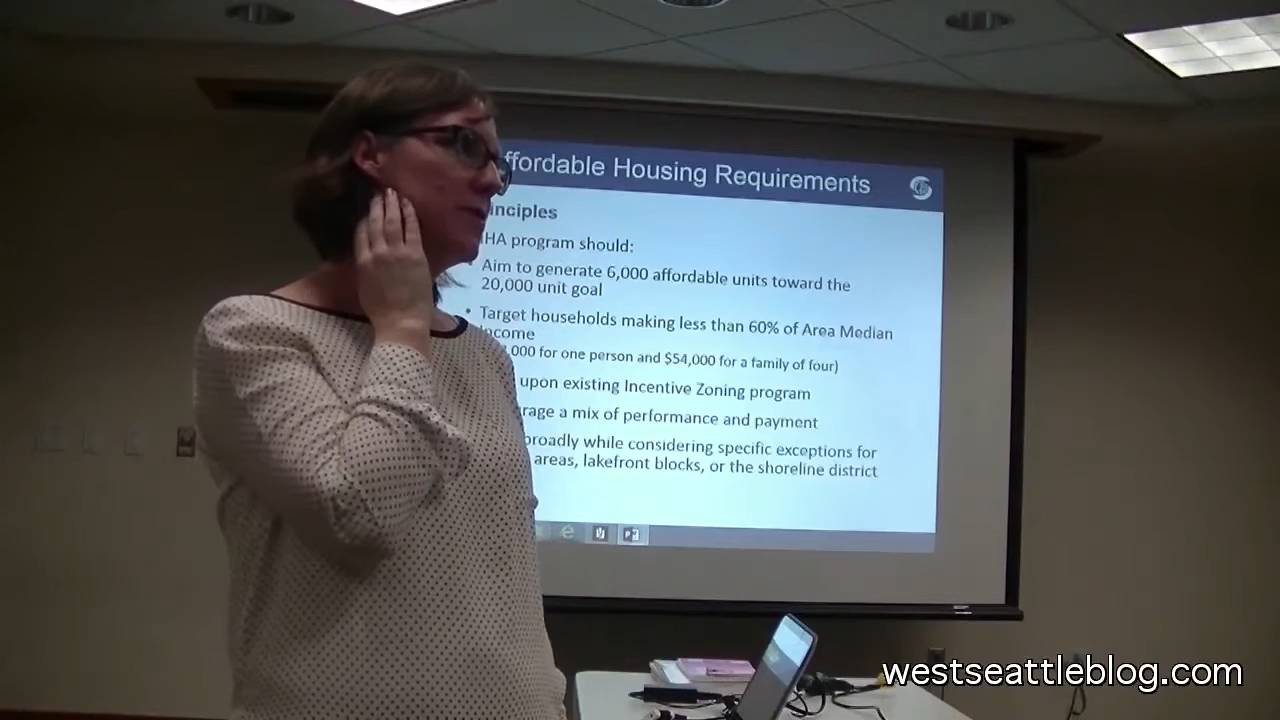 ffordable Housing Requirements
inciples
HA program should:
• Aim to generate 6,000 affordable units toward the
20,000 unit goal
• Target households making less than 60% of Area Median
Income
,000 for one person and $54,000 for a family of four)
upon existing Incentive Zoning program
rage a mix of performance and payment
broadly while considering specific exceptions for
areas, lakefront blocks, or the shoreline district
westseattleblog.com